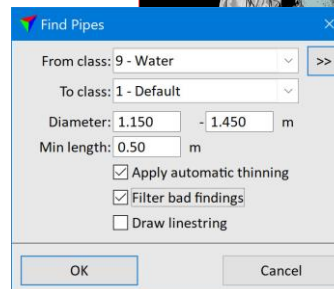 Find Pipes
From class: 9 - Water >>
To class: 1 - Default
Diameter: 1.150 - 1.450 m
Min length: 0.50 m
Apply automatic thinning
Filter bad findings
Draw linestring
OK Cancel